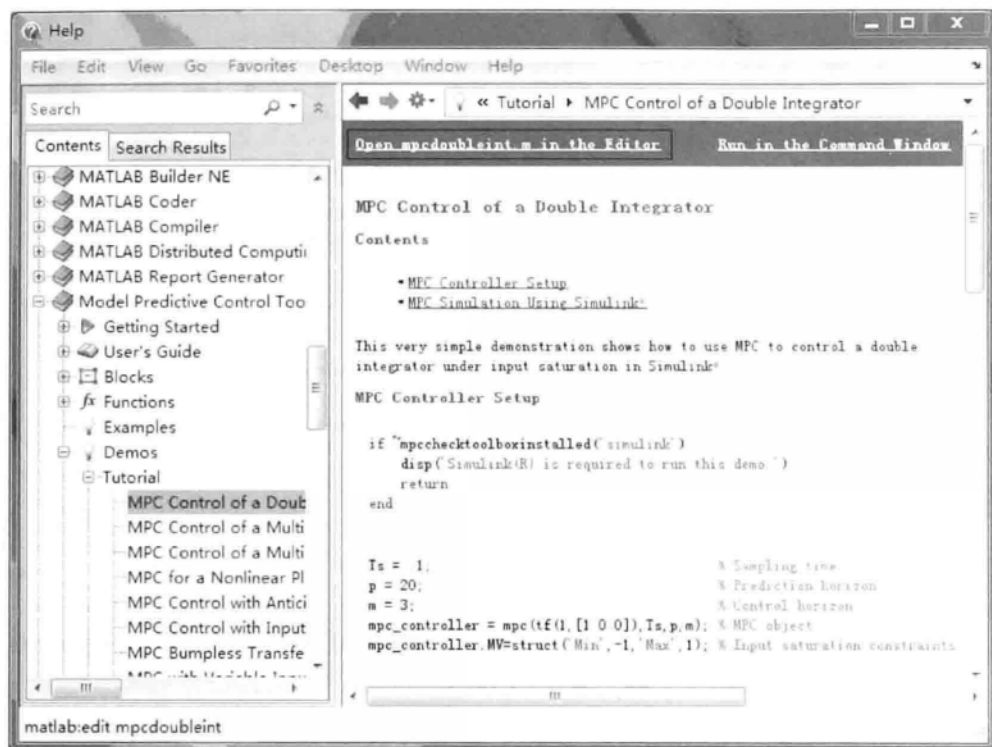 Help
File Edit View Go Favorites Desktop Window Help
Search
« Tutorial ▸ MPC Control of a Double Integrator
Contents Search Results
Open mpcdoubleint.m in the Editor Run in the Command Window
MATLAB Builder NE
MATLAB Coder
MATLAB Compiler
MATLAB Distributed Computi
MATLAB Report Generator
Model Predictive Control Too
Getting Started
User's Guide
Blocks
fx Functions
Examples
Demos
Tutorial
MPC Control of a Doub
MPC Control of a Multi
MPC Control of a Multi
MPC for a Nonlinear Pl
MPC Control with Antici
MPC Control with Input
MPC Bumpless Transfe
MPC with Variable Inpu
MPC Control of a Double Integrator
Contents
• MPC Controller Setup
• MPC Simulation Using Simulink®
This very simple demonstration shows how to use MPC to control a double
integrator under input saturation in Simulink®
MPC Controller Setup
if ~mpcchecktoolboxinstalled('simulink')
disp('Simulink(R) is required to run this demo.')
return
end
Ts = 1; % Sampling time
p = 20; % Prediction horizon
m = 3; % Control horizon
mpc_controller = mpc(tf(1,[1 0 0]),Ts,p,m); % MPC object
mpc_controller.MV=struct('Min',-1,'Max',1); % Input saturation constraints
matlab:edit mpcdoubleint